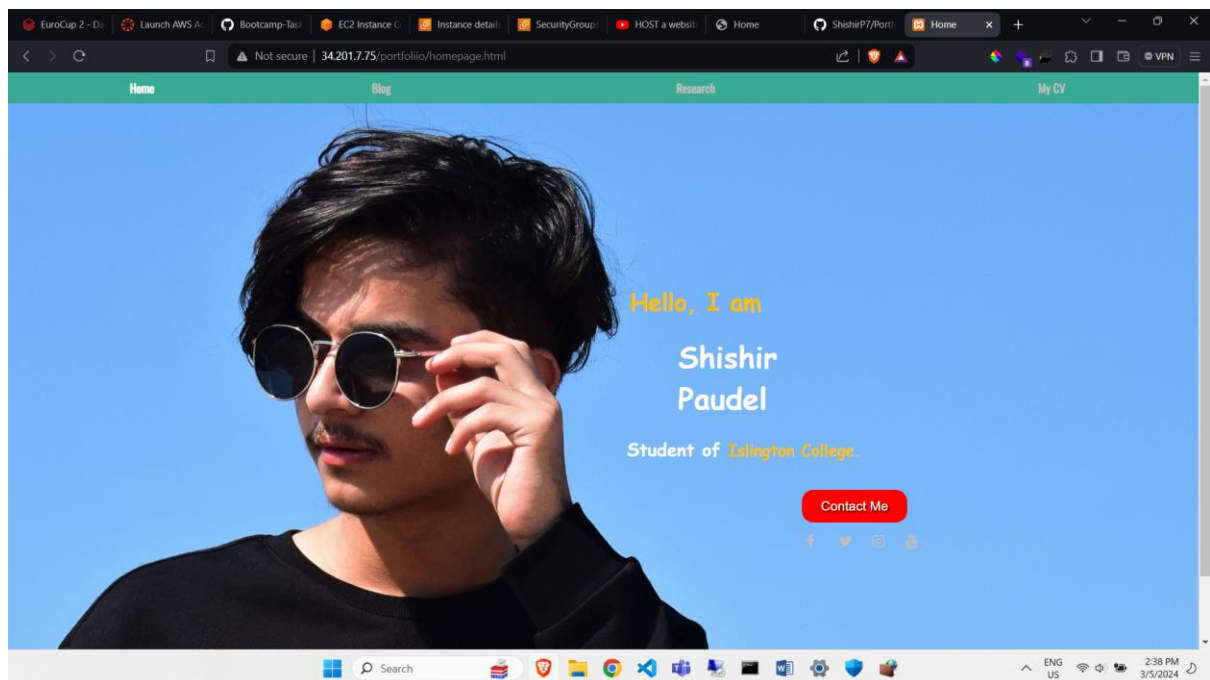 EuroCup 2 - Da
Launch AWS Ac
Bootcamp-Task
EC2 Instance C
Instance details
SecurityGroups
HOST a website
Home
ShishirP7/Portf
Home
Not secure
34.201.7.75/portfoliio/homepage.html
VPN
Home
Blog
Research
My CV
Hello, I am
Shishir
Paudel
Student of Islington College.
Contact Me
Search
ENG
US
2:38 PM
3/5/2024